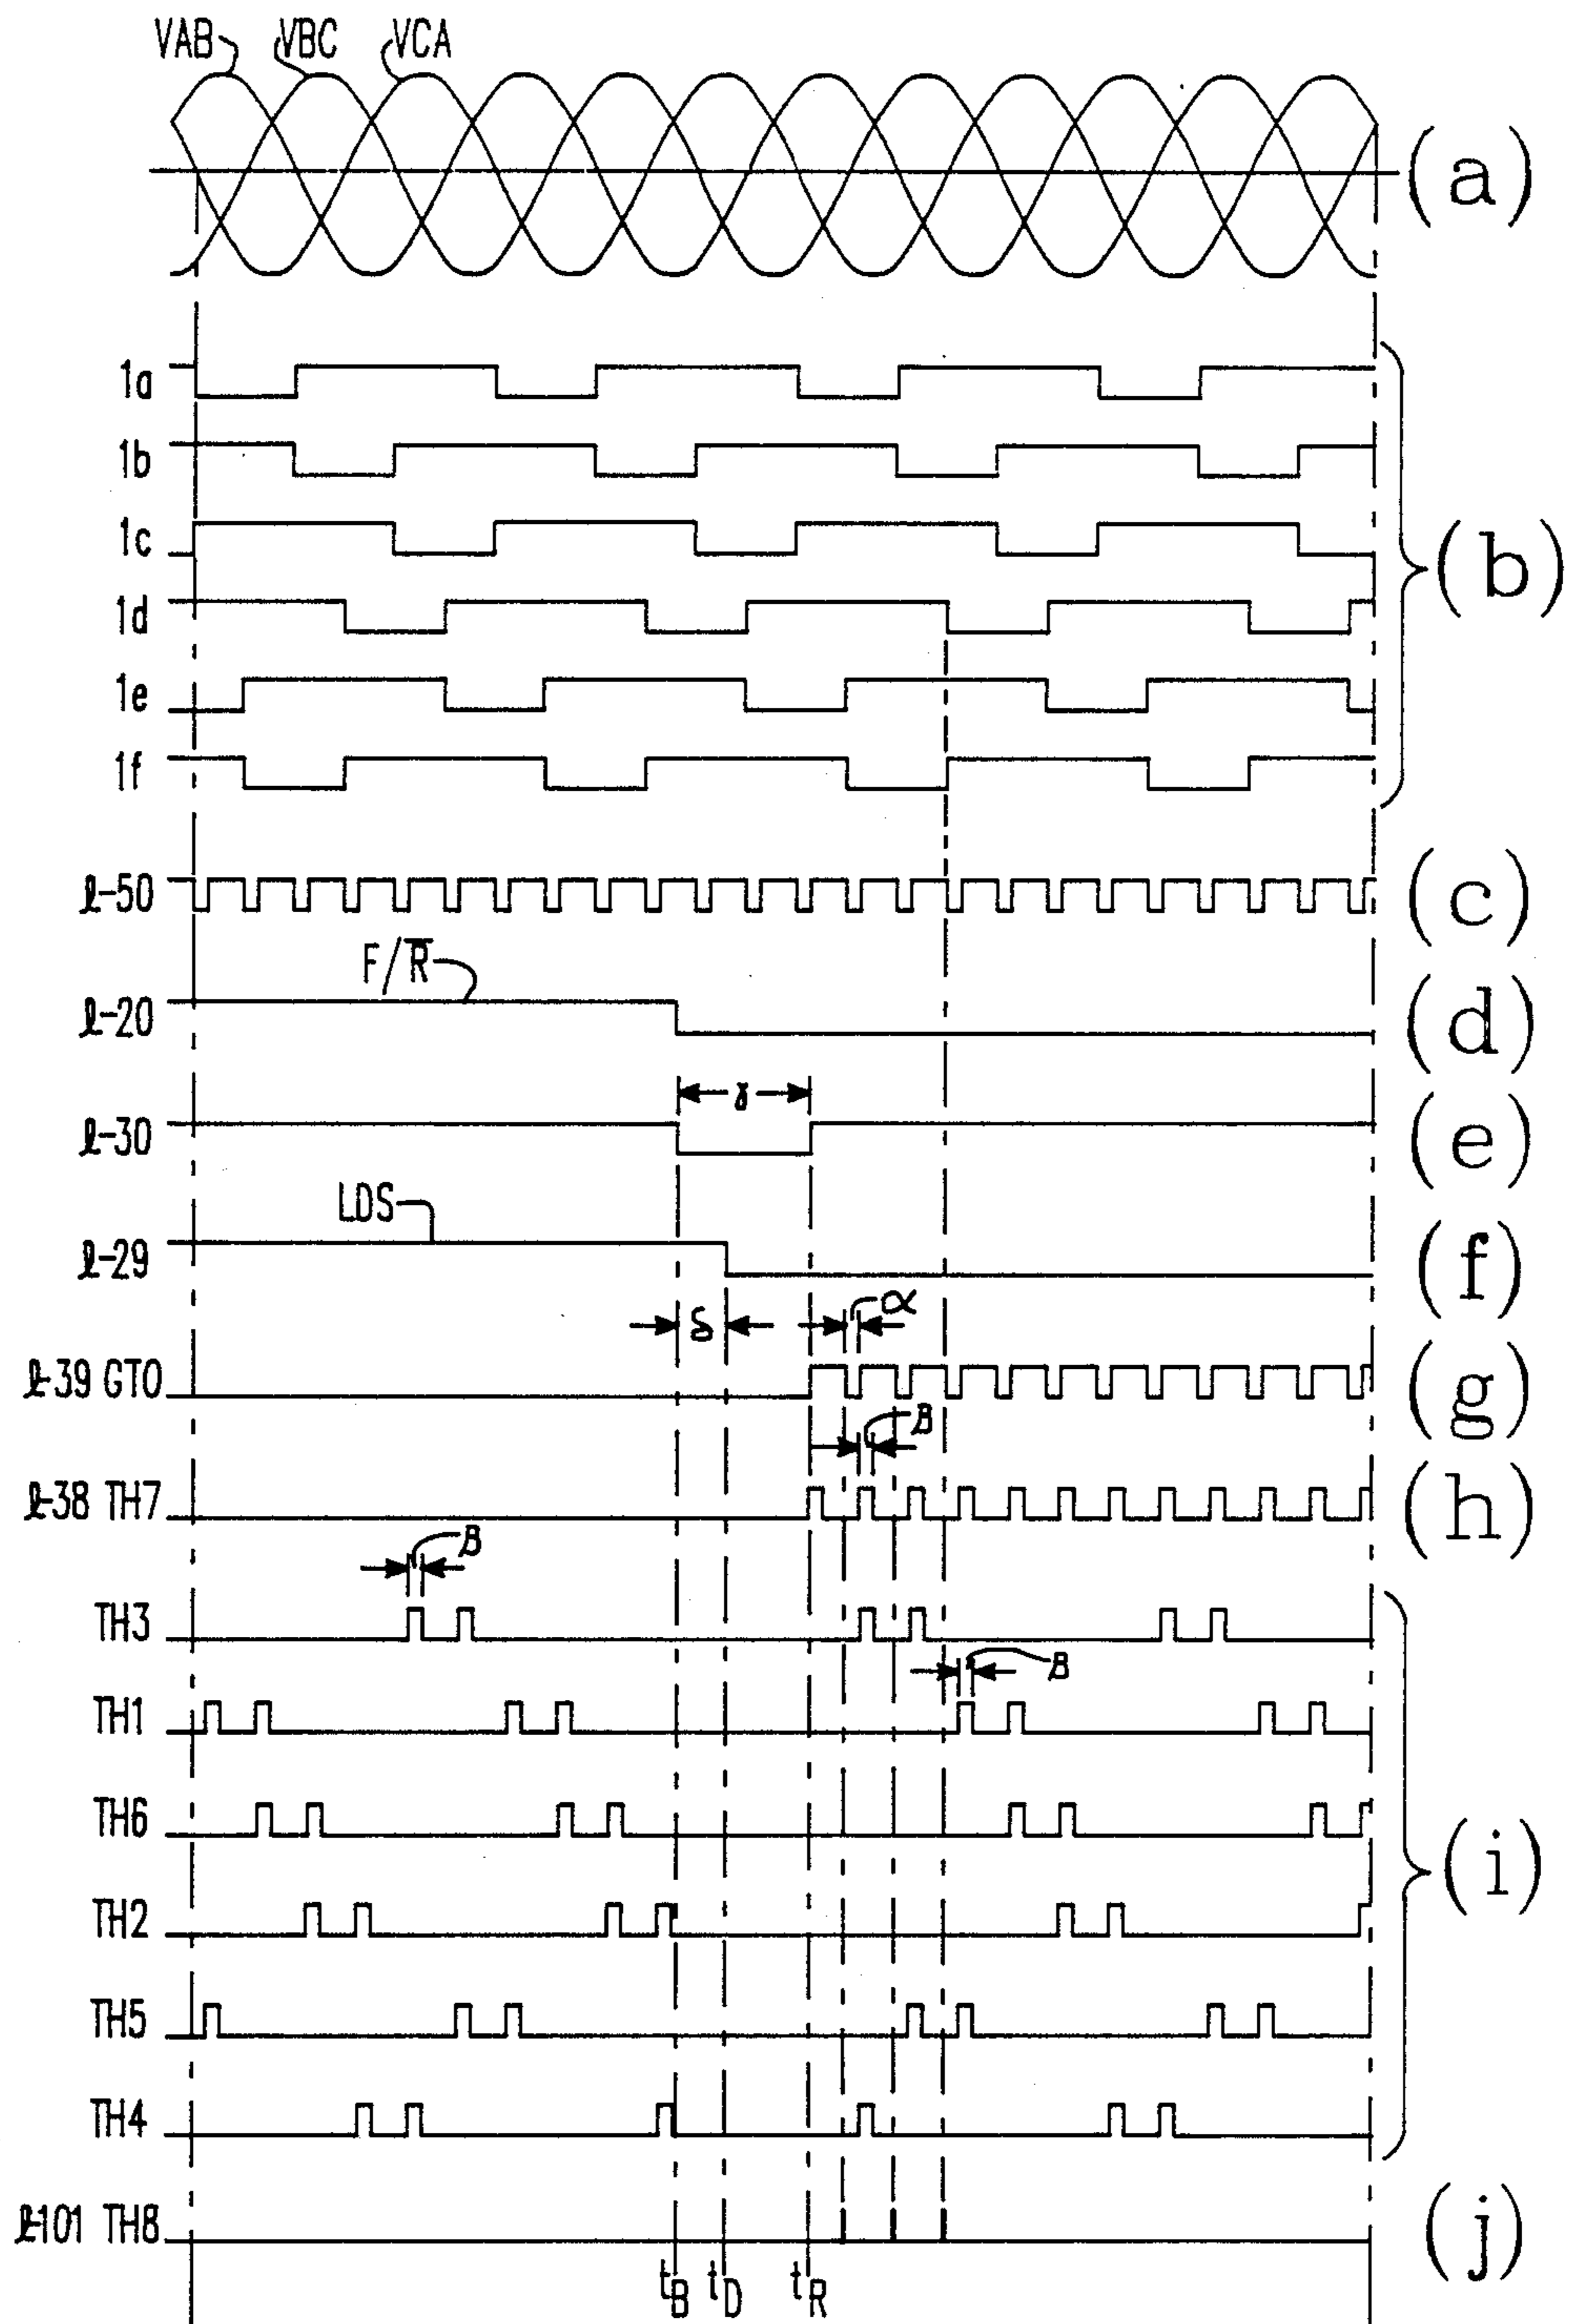 VAB VBC VCA
(a)
1a
1b
1c
(b)
1d
1e
1f
ℓ-50
(c)
F/R̅
ℓ-20
(d)
γ
ℓ-30
(e)
LDS
ℓ-29
(f)
δ α
ℓ-39 GTO
(g)
β
ℓ-38 TH7
(h)
β
TH3
β
TH1
TH6
(i)
TH2
TH5
TH4
ℓ-101 TH8
(j)
tB tD tR